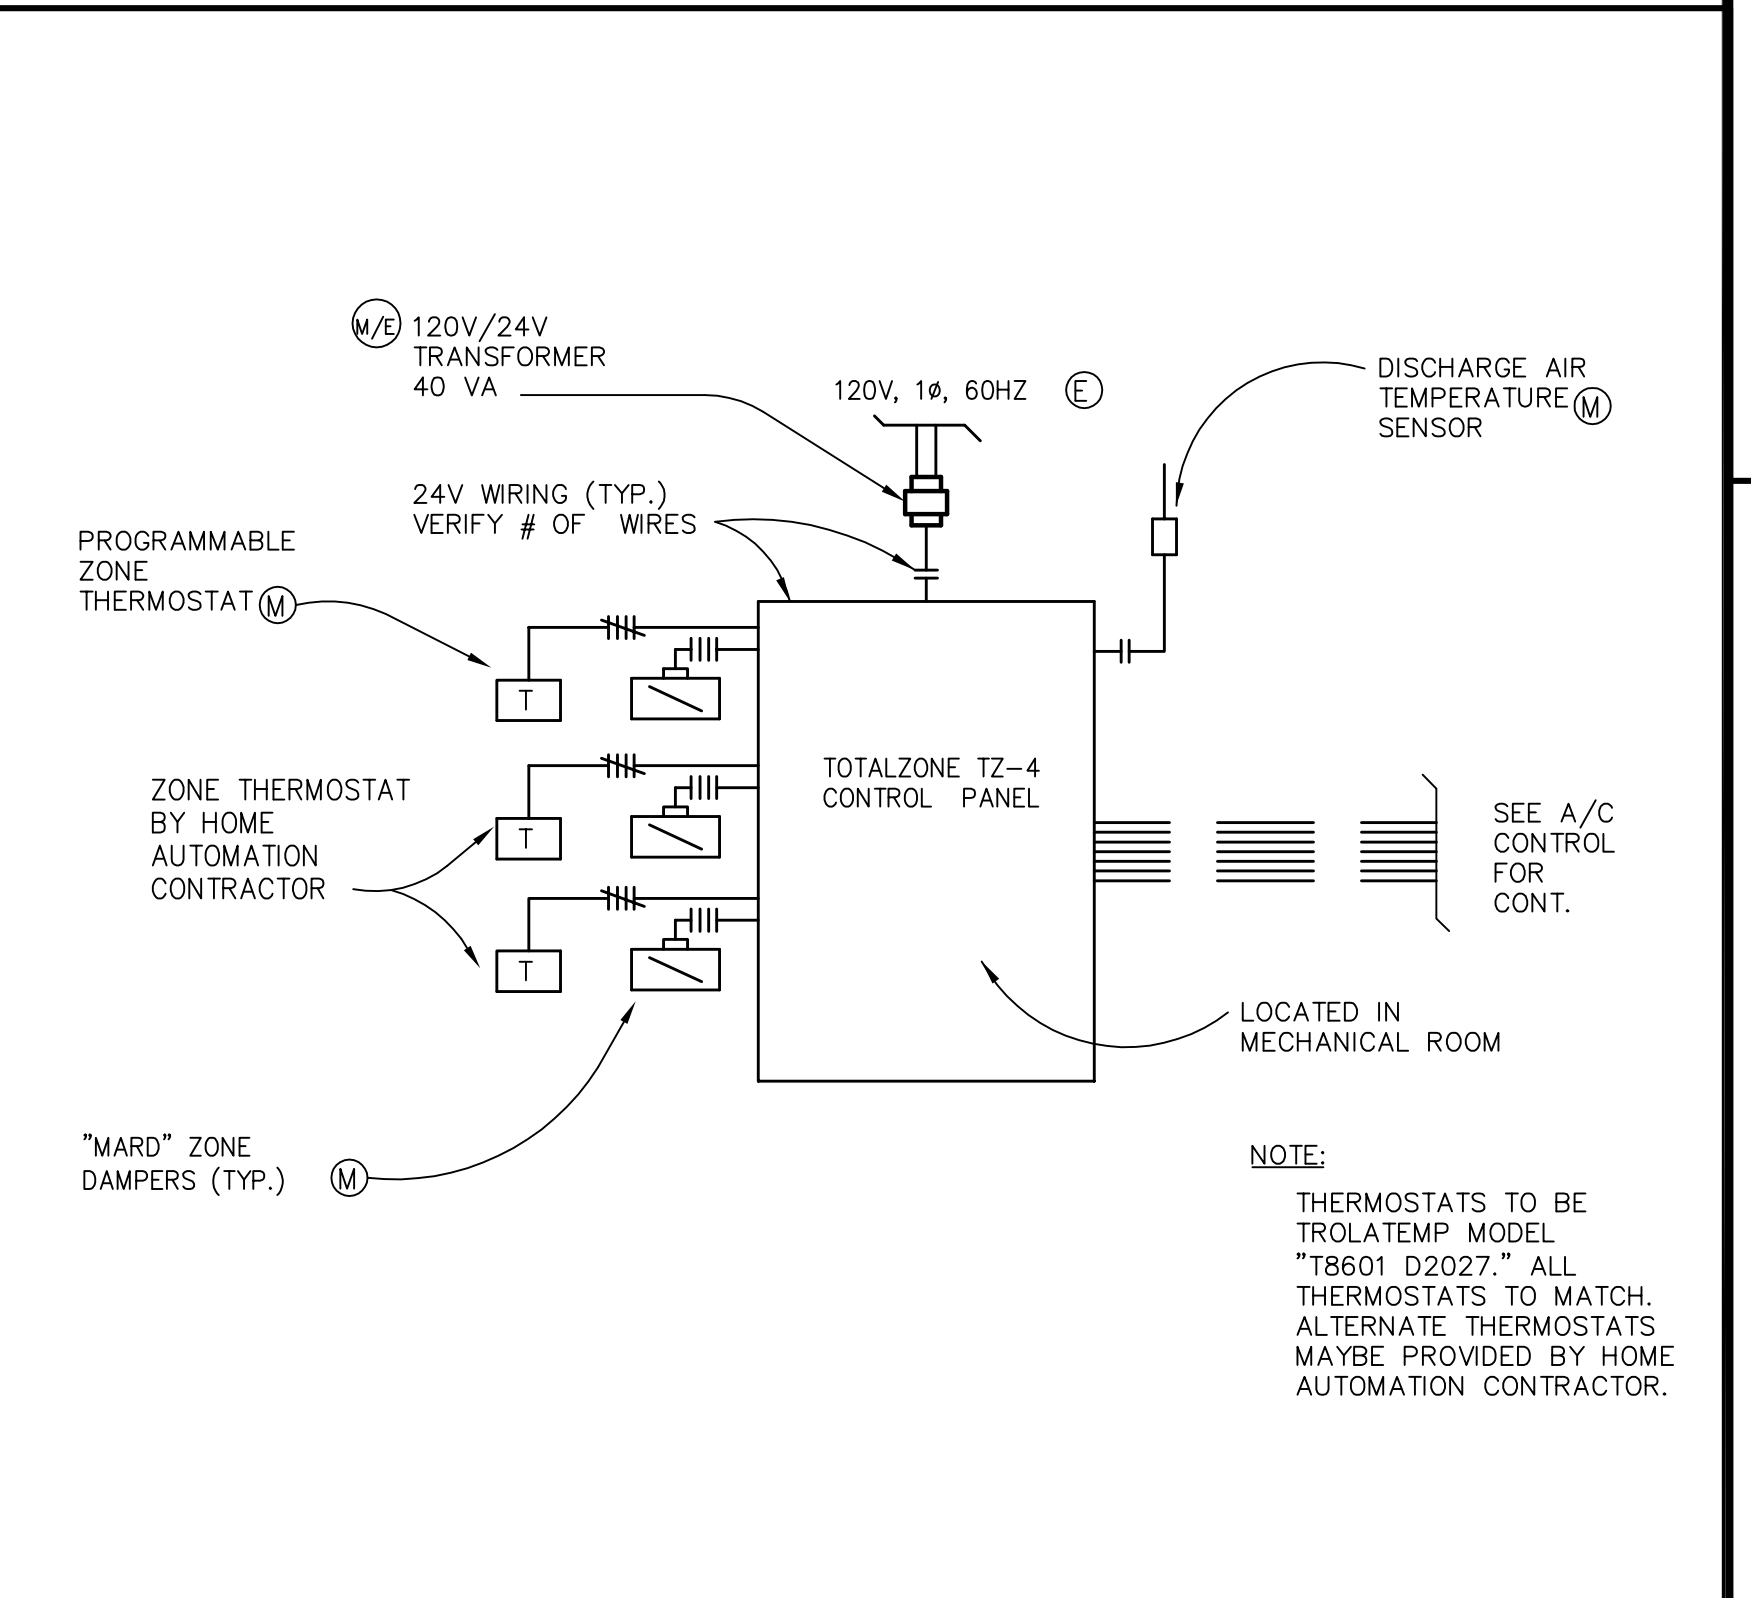 M/E 120V/24V
TRANSFORMER
40 VA
120V, 1ø, 60HZ E
DISCHARGE AIR
TEMPERATURE M
SENSOR
24V WIRING (TYP.)
VERIFY # OF WIRES
PROGRAMMABLE
ZONE
THERMOSTAT M
T
ZONE THERMOSTAT
BY HOME
AUTOMATION
CONTRACTOR
T
T
TOTALZONE TZ-4
CONTROL PANEL
SEE A/C
CONTROL
FOR
CONT.
LOCATED IN
MECHANICAL ROOM
"MARD" ZONE
DAMPERS (TYP.) M
NOTE:
THERMOSTATS TO BE
TROLATEMP MODEL
"T8601 D2027." ALL
THERMOSTATS TO MATCH.
ALTERNATE THERMOSTATS
MAYBE PROVIDED BY HOME
AUTOMATION CONTRACTOR.